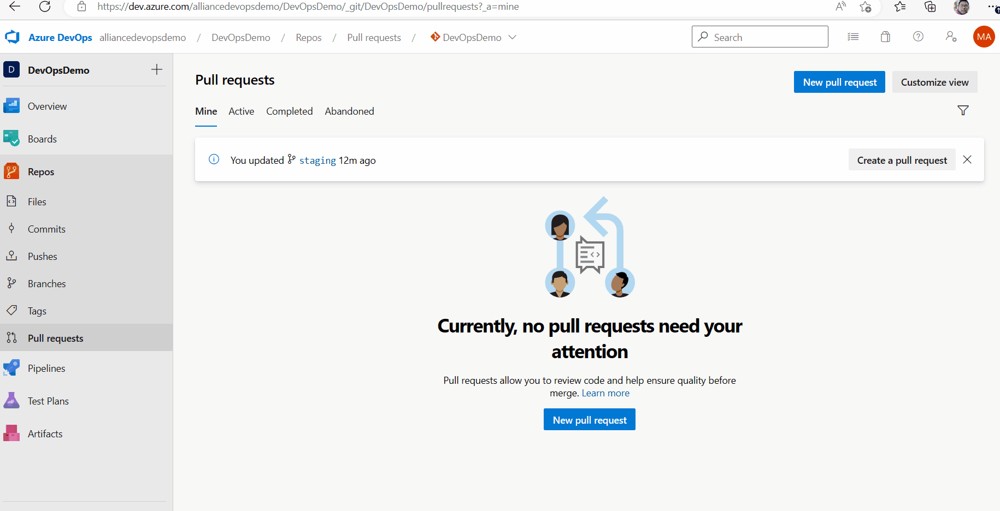 https://dev.azure.com/alliancedevopsdemo/DevOpsDemo/_git/DevOpsDemo/pullrequests?_a=mine
Azure DevOps alliancedevopsdemo / DevOpsDemo / Repos / Pull requests / DevOpsDemo
Search
MA
D DevOpsDemo
Overview
Boards
Repos
Files
Commits
Pushes
Branches
Tags
Pull requests
Pipelines
Test Plans
Artifacts
Pull requests
New pull request
Customize view
Mine Active Completed Abandoned
You updated staging 12m ago
Create a pull request
Currently, no pull requests need your
attention
Pull requests allow you to review code and help ensure quality before
merge. Learn more
New pull request